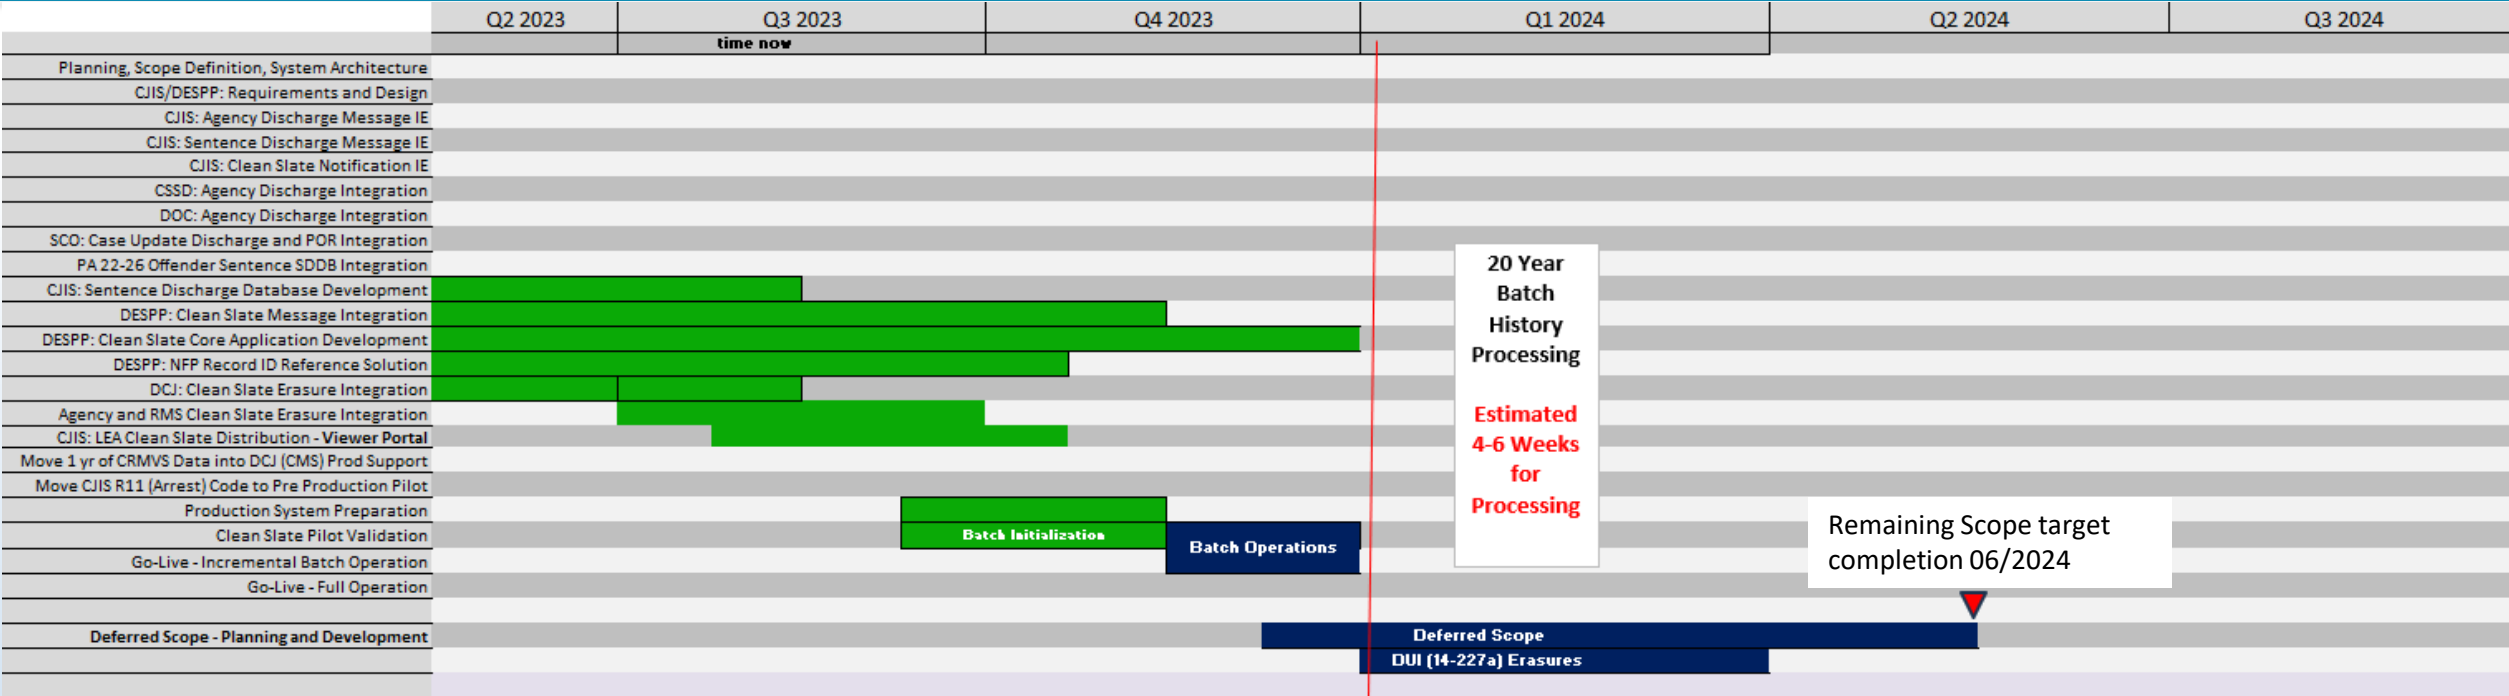 Q2 2023 Q3 2023 Q4 2023 Q1 2024 Q2 2024 Q3 2024
time now
Planning, Scope Definition, System Architecture
CJIS/DESPP: Requirements and Design
CJIS: Agency Discharge Message IE
CJIS: Sentence Discharge Message IE
CJIS: Clean Slate Notification IE
CSSD: Agency Discharge Integration
DOC: Agency Discharge Integration
SCO: Case Update Discharge and POR Integration
PA 22-26 Offender Sentence SDDB Integration
CJIS: Sentence Discharge Database Development
DESPP: Clean Slate Message Integration
DESPP: Clean Slate Core Application Development
DESPP: NFP Record ID Reference Solution
DCJ: Clean Slate Erasure Integration
Agency and RMS Clean Slate Erasure Integration
CJIS: LEA Clean Slate Distribution - Viewer Portal
Move 1 yr of CRMVS Data into DCJ (CMS) Prod Support
Move CJIS R11 (Arrest) Code to Pre Production Pilot
Production System Preparation
Clean Slate Pilot Validation
Go-Live - Incremental Batch Operation
Go-Live - Full Operation
Deferred Scope - Planning and Development
Batch Initialization
Batch Operations
20 Year
Batch
History
Processing
Estimated
4-6 Weeks
for
Processing
Remaining Scope target
completion 06/2024
Deferred Scope
DUI (14-227a) Erasures